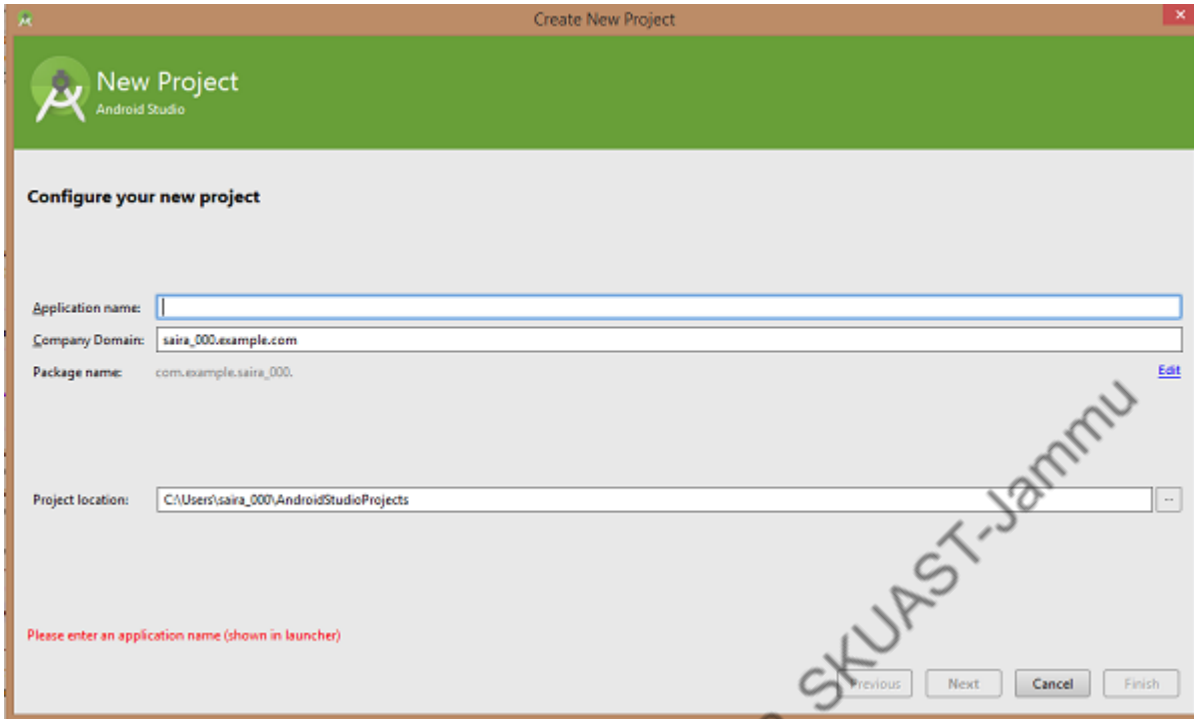 Create New Project
New Project
Android Studio
Configure your new project
Application name:
Company Domain: saira_000.example.com
Package name: com.example.saira_000. Edit
Project location: C:\Users\saira_000\AndroidStudioProjects ...
Please enter an application name (shown in launcher)
Previous Next Cancel Finish
SKUAST-Jammu